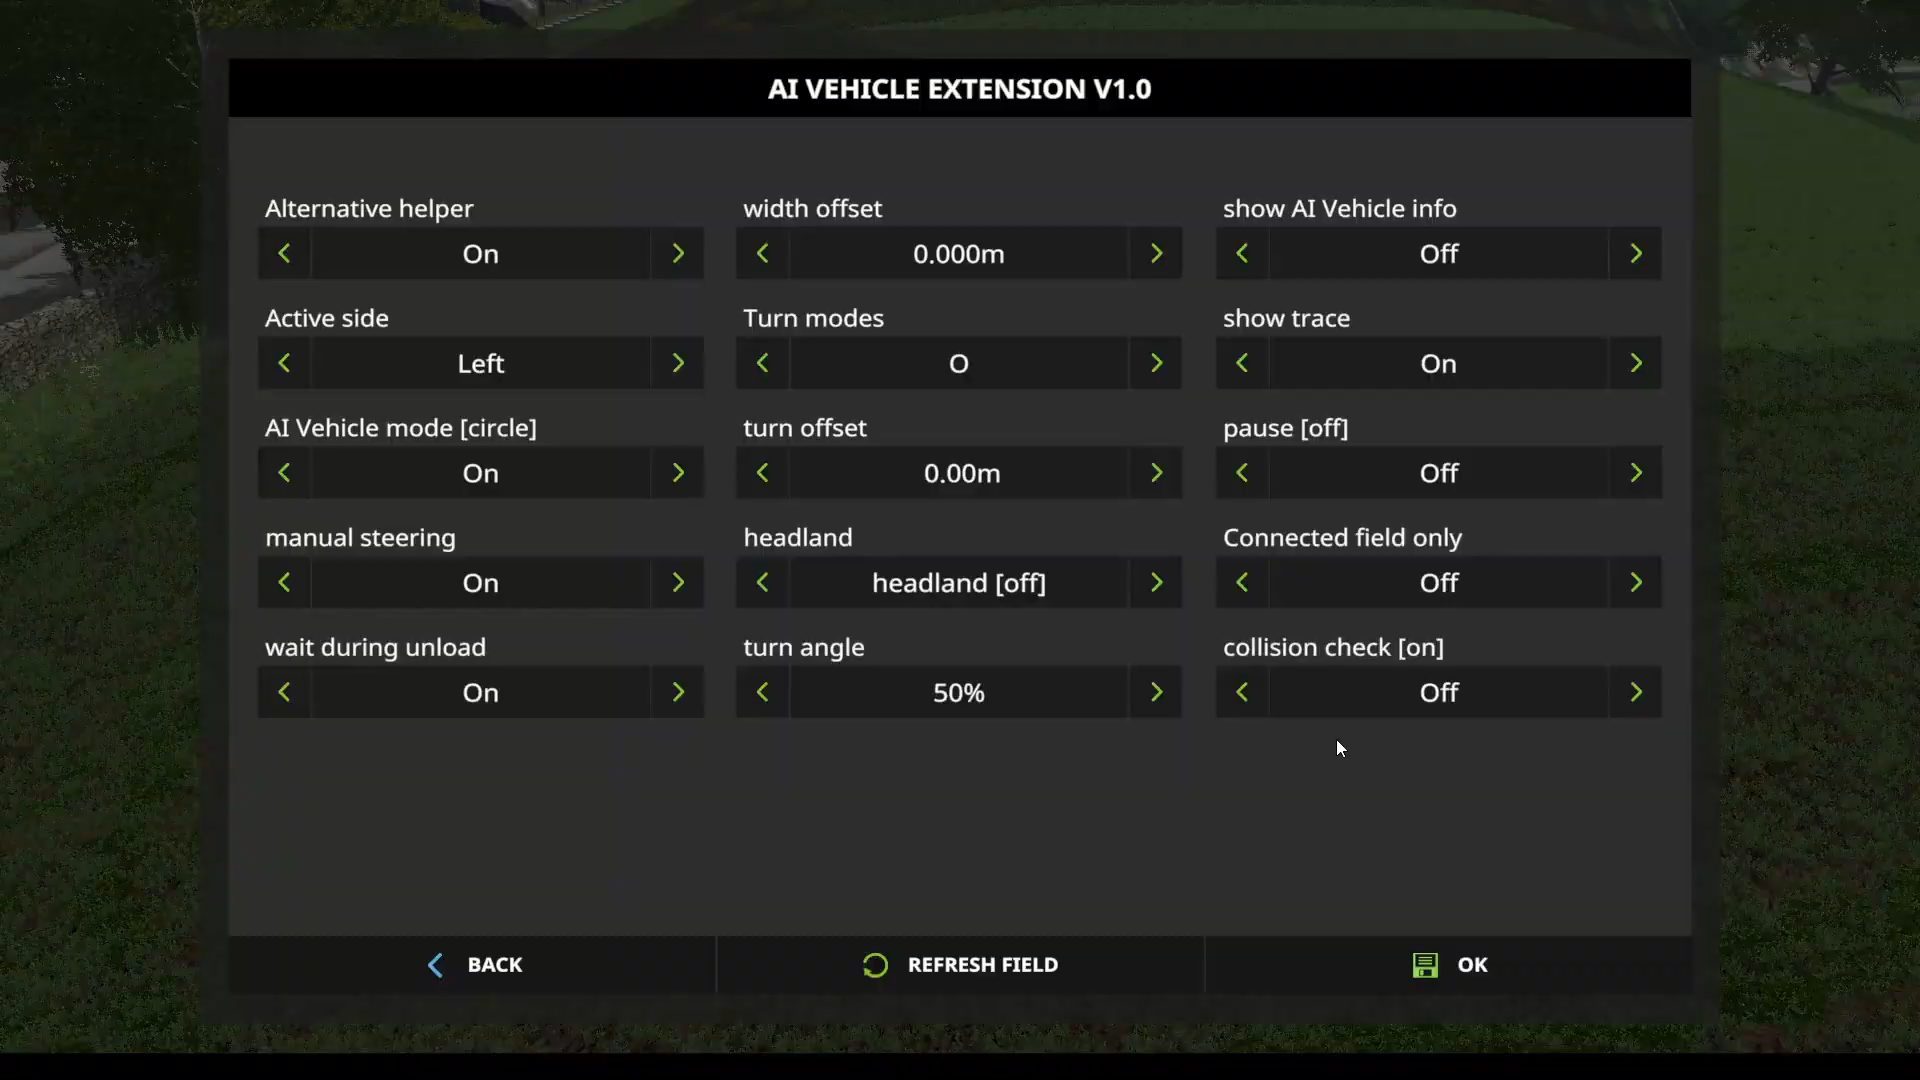 AI VEHICLE EXTENSION V1.0
Alternative helper
On
Active side
Left
AI Vehicle mode [circle]
On
manual steering
On
wait during unload
On
width offset
0.000m
Turn modes
O
turn offset
0.00m
headland
headland [off]
turn angle
50%
show AI Vehicle info
Off
show trace
On
pause [off]
Off
Connected field only
Off
collision check [on]
Off
BACK
REFRESH FIELD
OK